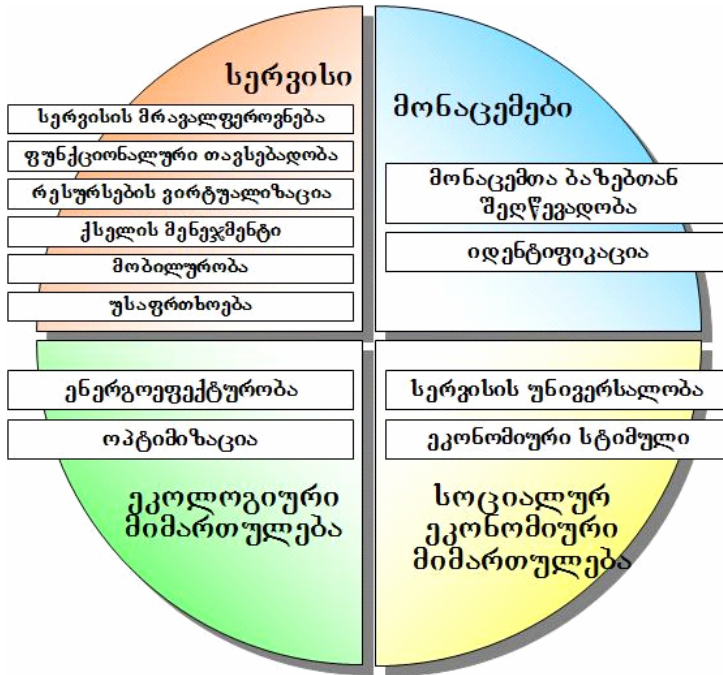 სერვისი
სერვისის მრავალფეროვნება
ფუნქციონალური თავსებადობა
რესურსების ვირტუალიზაცია
ქსელის მენეჯმენტი
მობილურობა
უსაფრთხოება
მონაცემები
მონაცემთა ბაზებთან
შეღწევადობა
იდენტიფიკაცია
ენერგოეფექტურობა
ოპტიმიზაცია
ეკოლოგიური
მიმართულება
სერვისის უნივერსალობა
ეკონომიური სტიმული
სოციალურ
ეკონომიური
მიმართულება